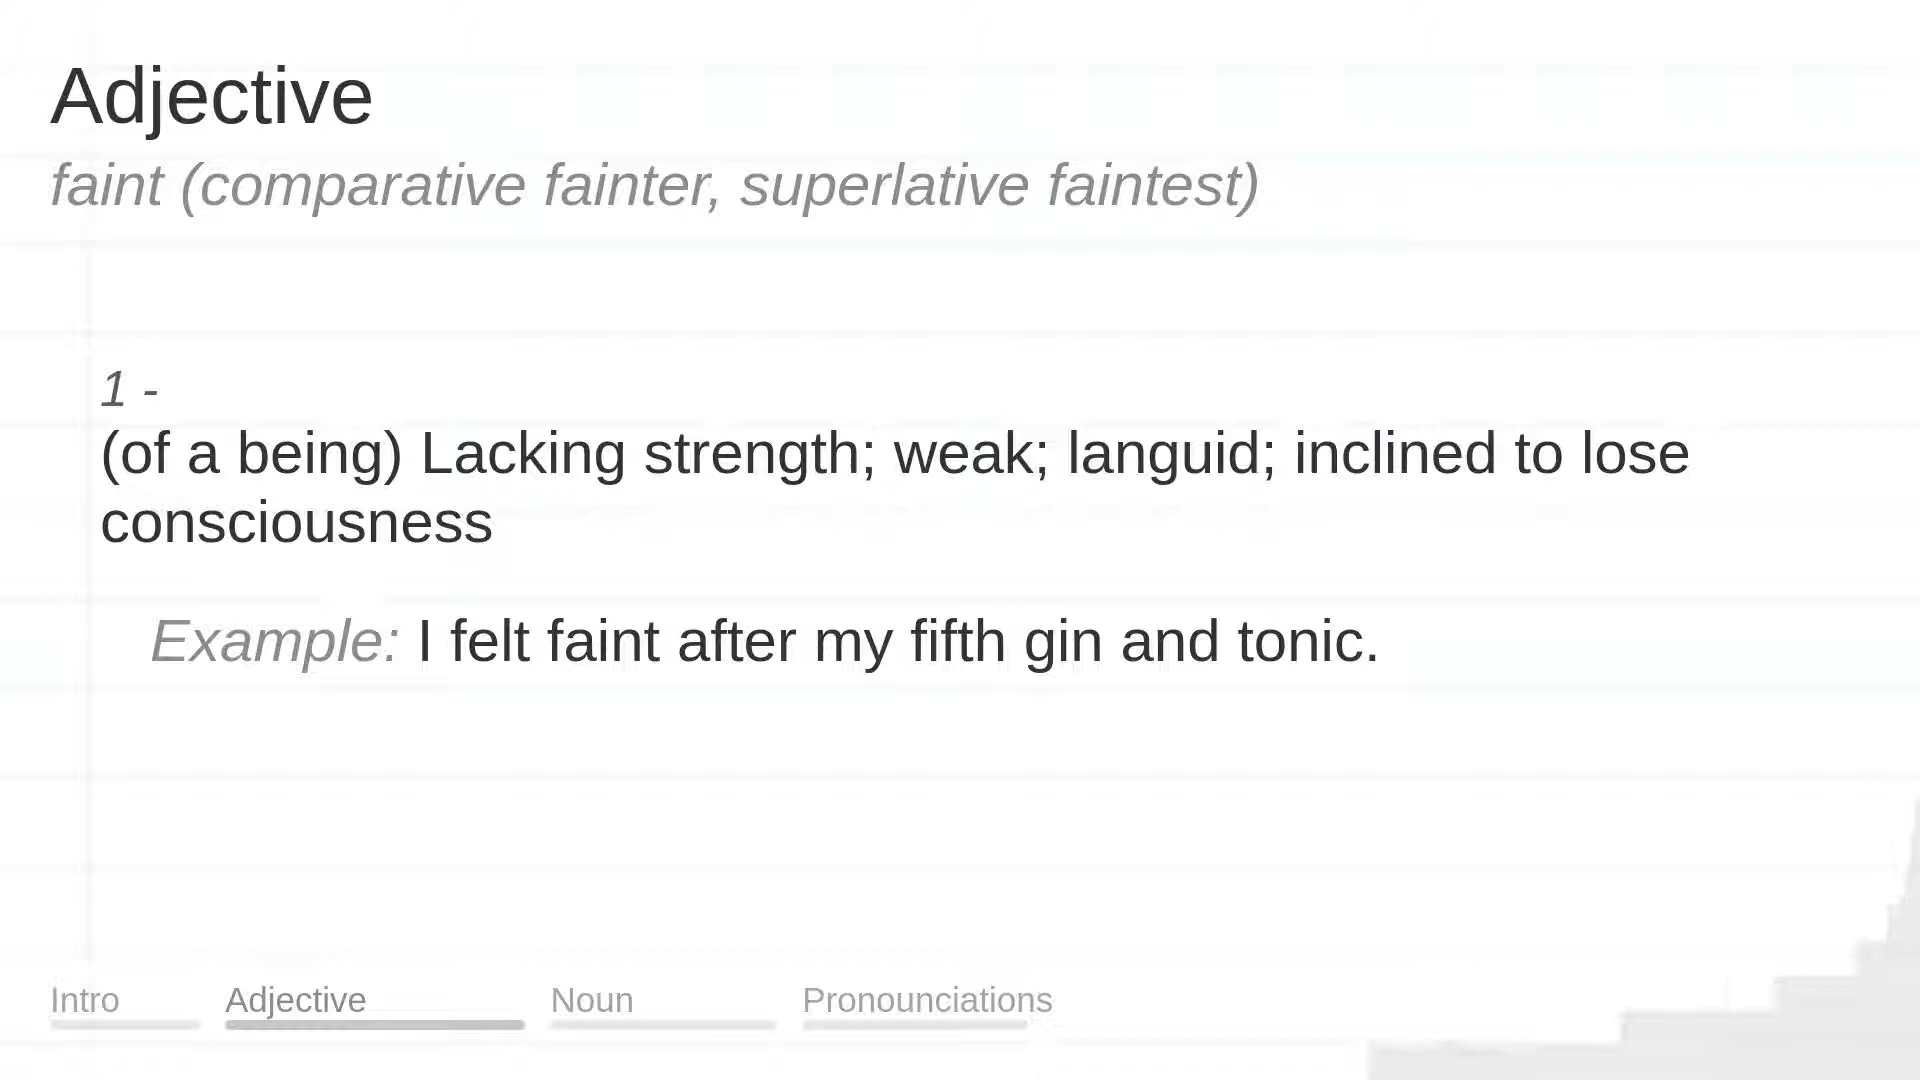 Adjective
faint (comparative fainter, superlative faintest)
1 -
(of a being) Lacking strength; weak; languid; inclined to lose
consciousness
Example: I felt faint after my fifth gin and tonic.
Intro Adjective Noun Pronounciations